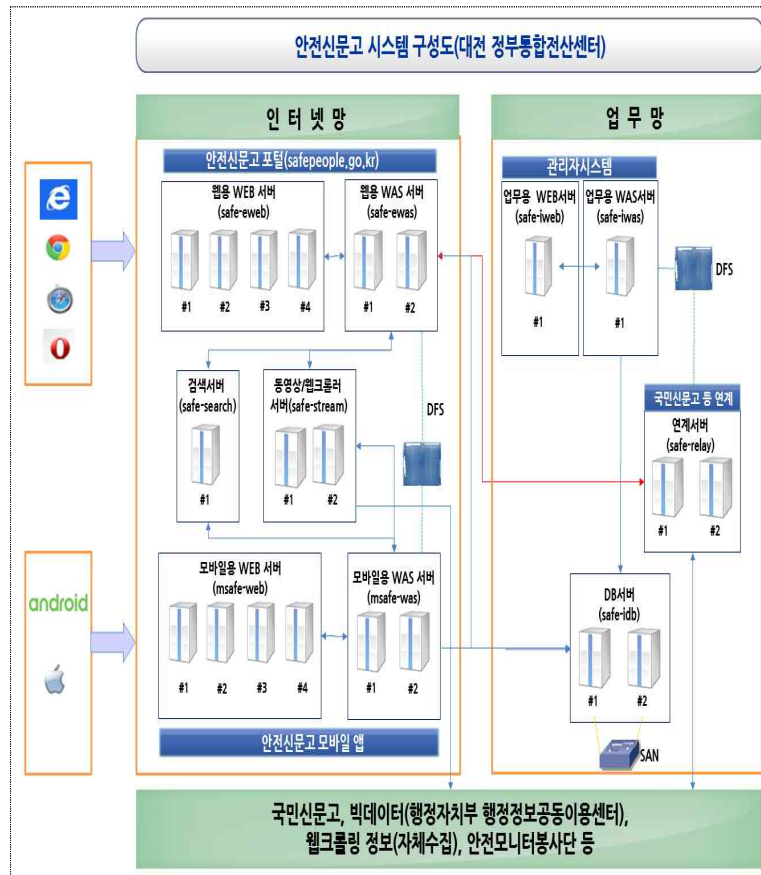 안전신문고 시스템 구성도(대전 정부통합전산센터)
인 터 넷 망
업 무 망
안전신문고 포털(safepeople.go.kr)
관리자시스템
웹용 WEB 서버
(safe-eweb)
웹용 WAS 서버
(safe-ewas)
업무용 WEB서버
(safe-iweb)
업무용 WAS서버
(safe-iwas)
DFS
#1
#2
#3
#4
#1
#2
#1
#1
검색서버
(safe-search)
동영상/웹크롤러
서버(safe-stream)
DFS
국민신문고 등 연계
연계서버
(safe-relay)
#1
#1
#2
#1
#2
모바일용 WEB 서버
(msafe-web)
모바일용 WAS 서버
(msafe-was)
DB서버
(safe-idb)
android
#1
#2
#3
#4
#1
#2
#1
#2
안전신문고 모바일 앱
SAN
국민신문고, 빅데이터(행정자치부 행정정보공동이용센터),
웹크롤링 정보(자체수집), 안전모니터봉사단 등